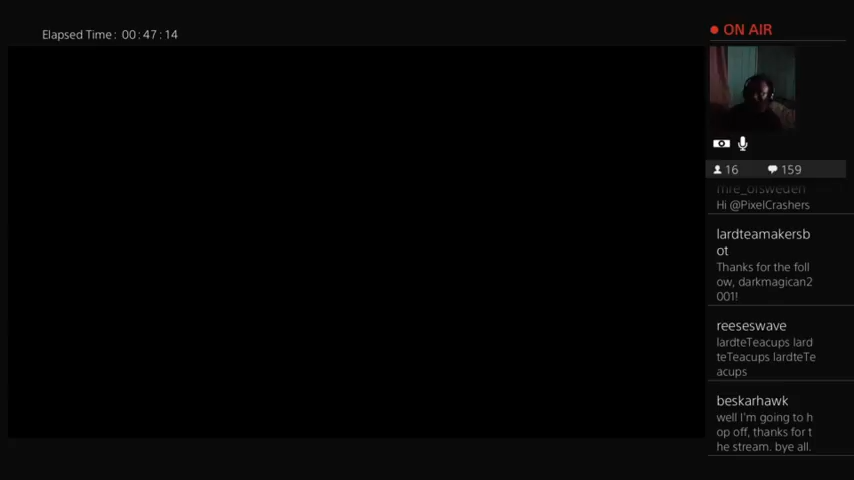 Elapsed Time: 00:47:14
ON AIR
16 159
Hi @PixelCrashers
lardteamakersb
ot
Thanks for the foll
ow, darkmagican2
001!
reeseswave
lardteTeacups lard
teTeacups lardteTe
acups
beskarhawk
well I'm going to h
op off, thanks for t
he stream. bye all.